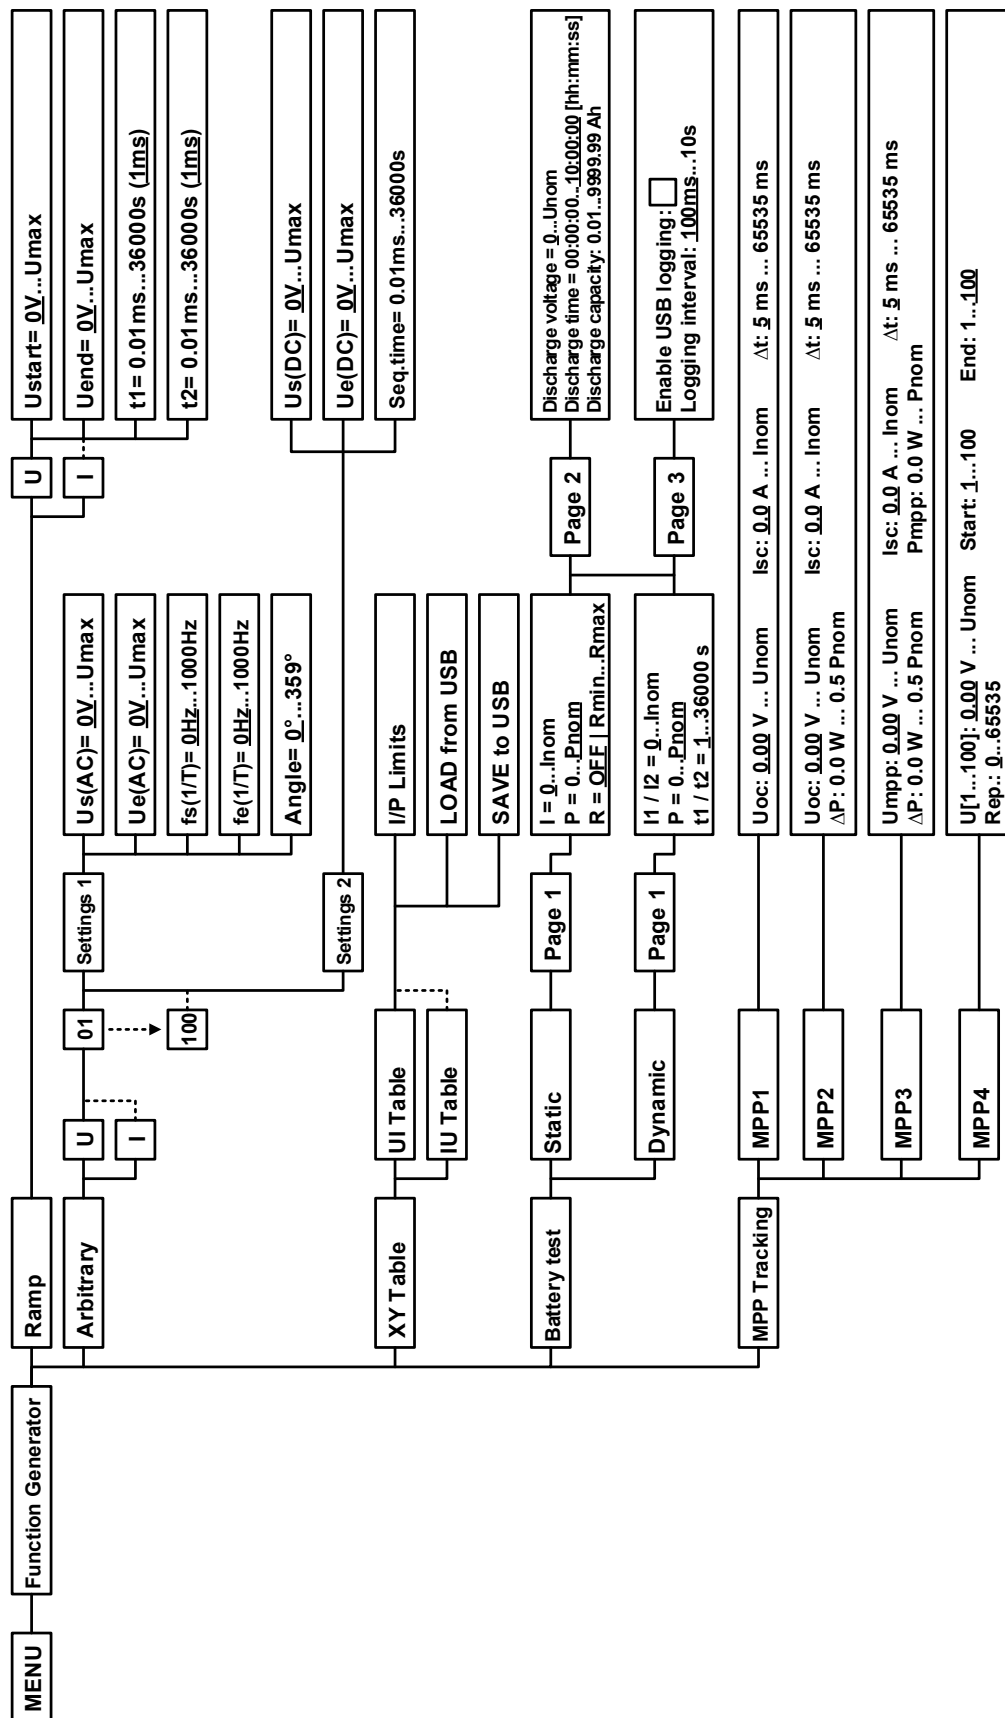 MENU
Function Generator
Ramp
U
I
Ustart= 0V...Umax
Uend= 0V...Umax
t1= 0.01ms...36000s (1ms)
t2= 0.01ms...36000s (1ms)
Arbitrary
U
I
01
100
Settings 1
Us(AC)= 0V...Umax
Ue(AC)= 0V...Umax
fs(1/T)= 0Hz...1000Hz
fe(1/T)= 0Hz...1000Hz
Angle= 0°...359°
Settings 2
Us(DC)= 0V...Umax
Ue(DC)= 0V...Umax
Seq.time= 0.01ms...36000s
XY Table
UI Table
IU Table
I/P Limits
LOAD from USB
SAVE to USB
Battery test
Static
Page 1
I = 0...Inom
P = 0...Pnom
R = OFF | Rmin...Rmax
Dynamic
Page 1
I1 / I2 = 0...Inom
P = 0...Pnom
t1 / t2 = 1...36000 s
Page 2
Discharge voltage = 0...Unom
Discharge time = 00:00:00...10:00:00 [hh:mm:ss]
Discharge capacity: 0.01...9999.99 Ah
Page 3
Enable USB logging:
Logging interval: 100ms...10s
MPP Tracking
MPP1
Uoc: 0.00 V ... Unom Isc: 0.0 A ... Inom Δt: 5 ms ... 65535 ms
MPP2
Uoc: 0.00 V ... Unom Isc: 0.0 A ... Inom Δt: 5 ms ... 65535 ms
ΔP: 0.0 W ... 0.5 Pnom
MPP3
Umpp: 0.00 V ... Unom Isc: 0.0 A ... Inom Δt: 5 ms ... 65535 ms
ΔP: 0.0 W ... 0.5 Pnom Pmpp: 0.0 W ... Pnom
MPP4
U[1...100]: 0.00 V ... Unom Start: 1...100 End: 1...100
Rep.: 0...65535